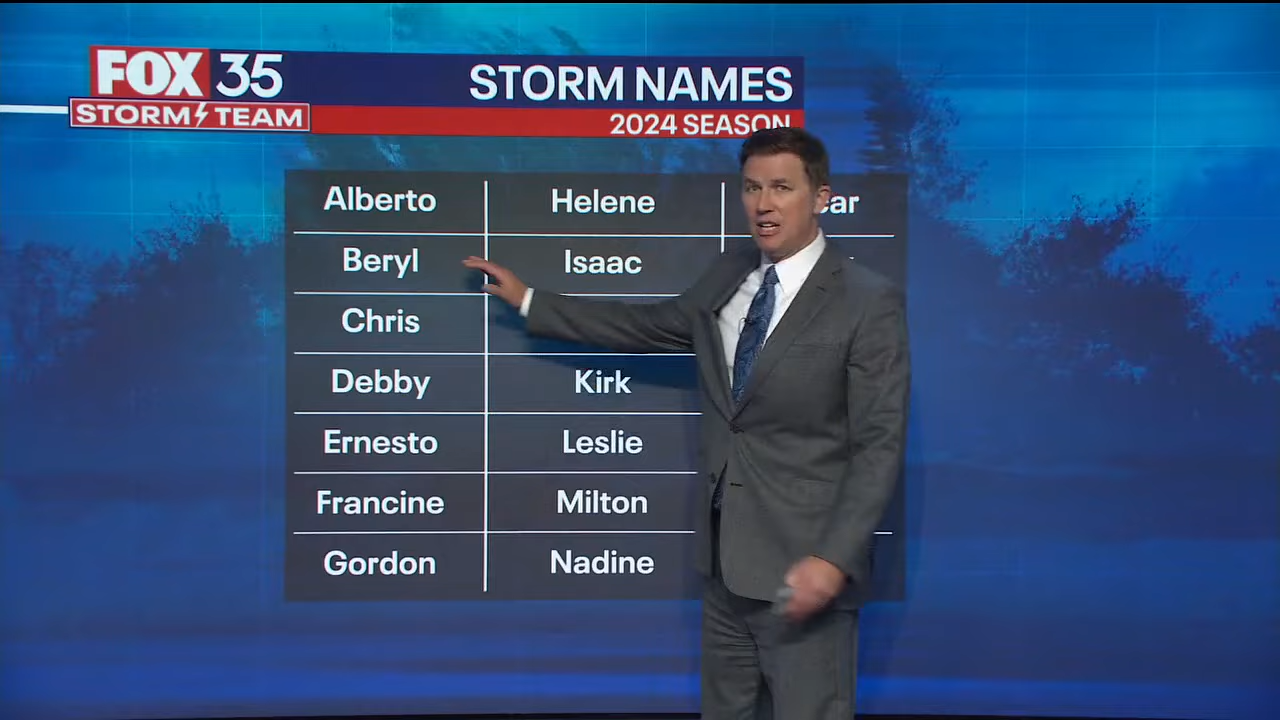 FOX 35
STORM TEAM
STORM NAMES
2024 SEASON
Alberto
Helene
Beryl
Isaac
Chris
Debby
Kirk
Ernesto
Leslie
Francine
Milton
Gordon
Nadine